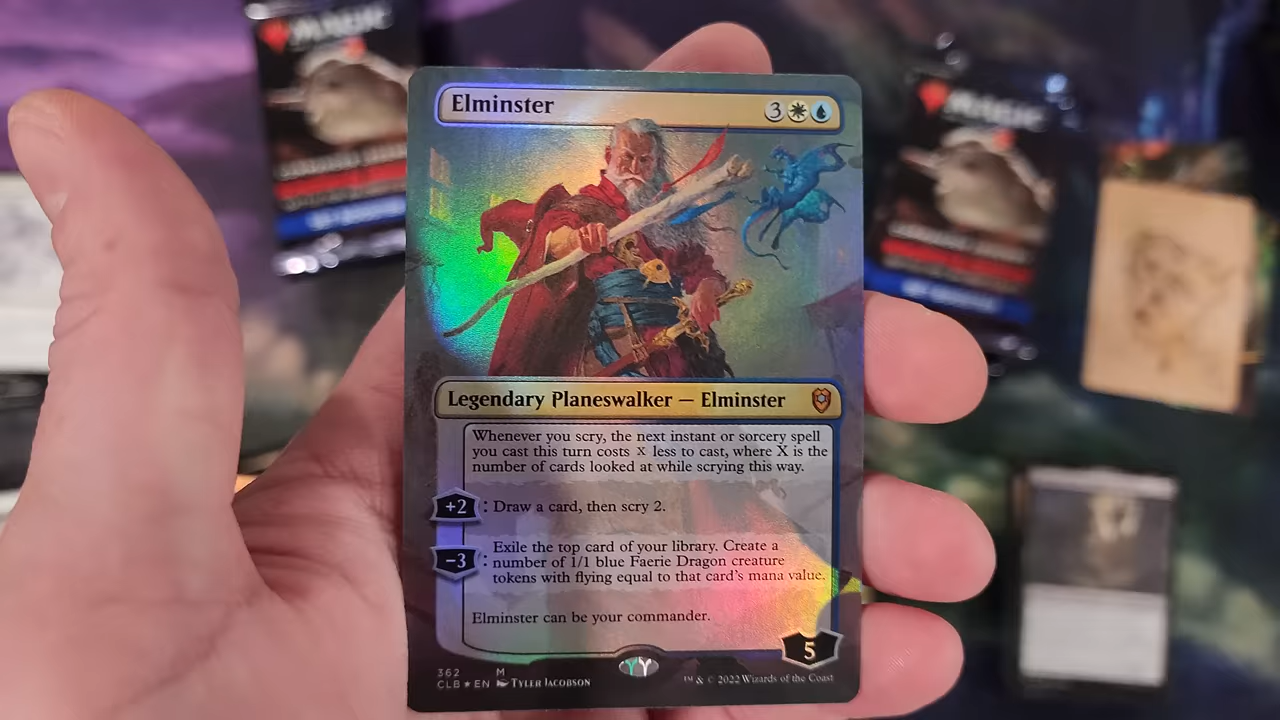 MAGIC
MAGIC
Elminster 3
Legendary Planeswalker — Elminster
Whenever you scry, the next instant or sorcery spell
you cast this turn costs X less to cast, where X is the
number of cards looked at while scrying this way.
+2 : Draw a card, then scry 2.
−3 : Exile the top card of your library. Create a
number of 1/1 blue Faerie Dragon creature
tokens with flying equal to that card's mana value.
Elminster can be your commander.
5
362 M
CLB ★ EN Tyler Jacobson
™ & © 2022 Wizards of the Coast